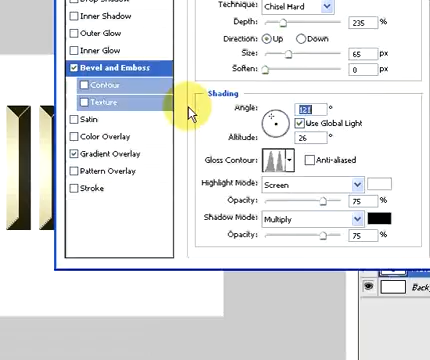 Drop Shadow
Inner Shadow
Outer Glow
Inner Glow
Bevel and Emboss
Contour
Texture
Satin
Color Overlay
Gradient Overlay
Pattern Overlay
Stroke
Technique: Chisel Hard
Depth: 235 %
Direction: Up Down
Size: 65 px
Soften: 0 px
Shading
Angle:
Use Global Light
Altitude: 26
Gloss Contour: Anti-aliased
Highlight Mode: Screen
Opacity: 75 %
Shadow Mode: Multiply
Opacity: 75 %